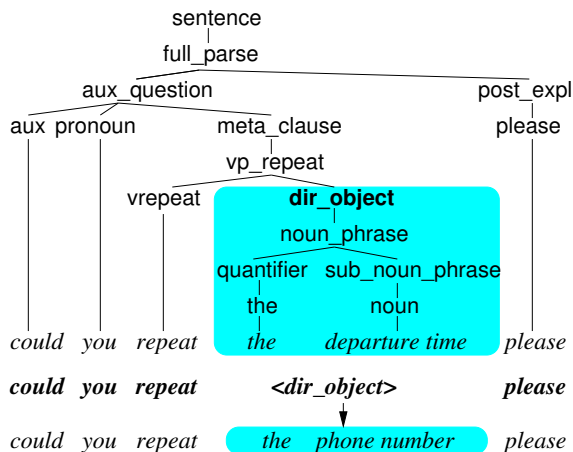 sentence
full_parse
aux_question post_expl
aux pronoun meta_clause please
vp_repeat
vrepeat dir_object
noun_phrase
quantifier sub_noun_phrase
the noun
could you repeat the departure time please
could you repeat <dir_object> please
could you repeat the phone number please